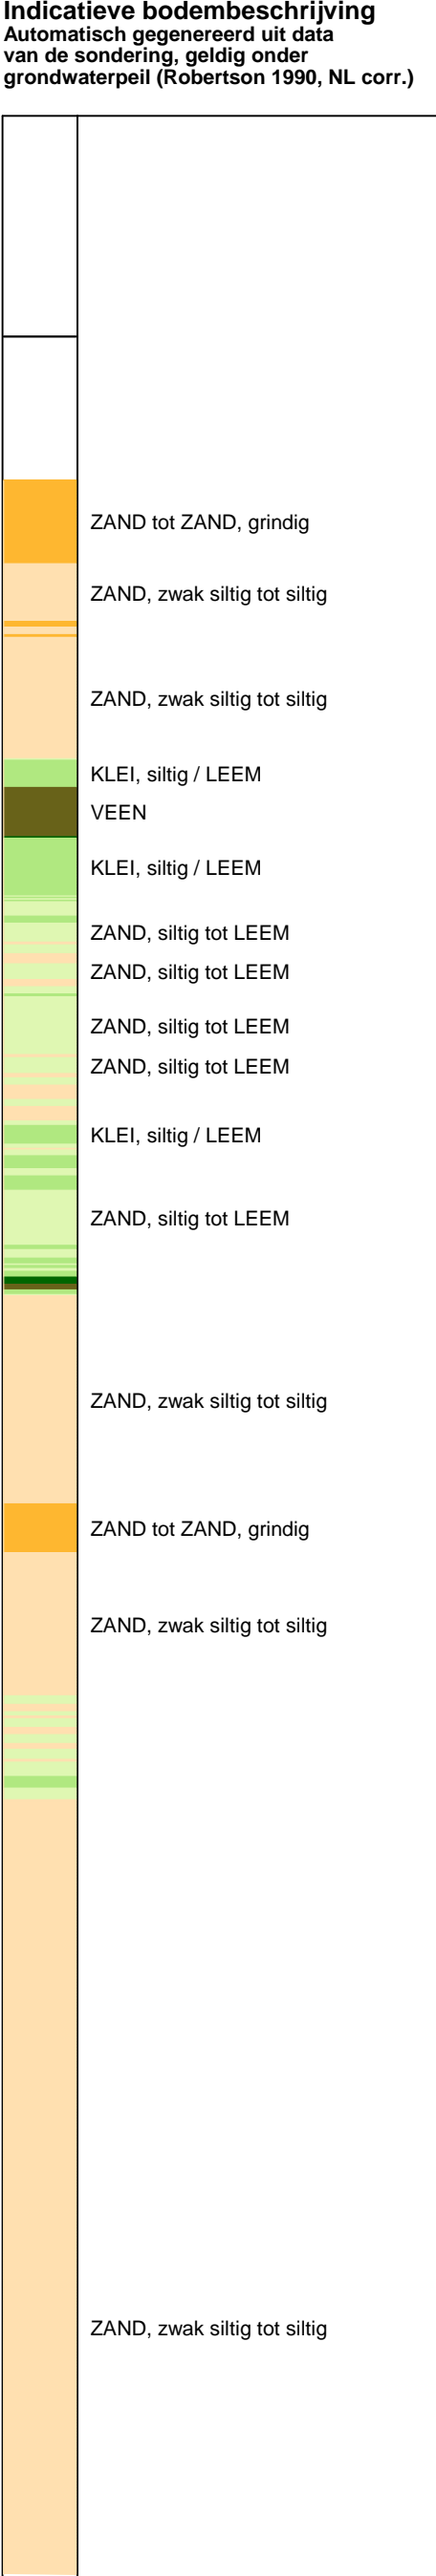 Indicatieve bodembeschrijving
Automatisch gegenereerd uit data
van de sondering, geldig onder
grondwaterpeil (Robertson 1990, NL corr.)
ZAND tot ZAND, grindig
ZAND, zwak siltig tot siltig
ZAND, zwak siltig tot siltig
KLEI, siltig / LEEM
VEEN
KLEI, siltig / LEEM
ZAND, siltig tot LEEM
ZAND, siltig tot LEEM
ZAND, siltig tot LEEM
ZAND, siltig tot LEEM
KLEI, siltig / LEEM
ZAND, siltig tot LEEM
ZAND, zwak siltig tot siltig
ZAND tot ZAND, grindig
ZAND, zwak siltig tot siltig
ZAND, zwak siltig tot siltig